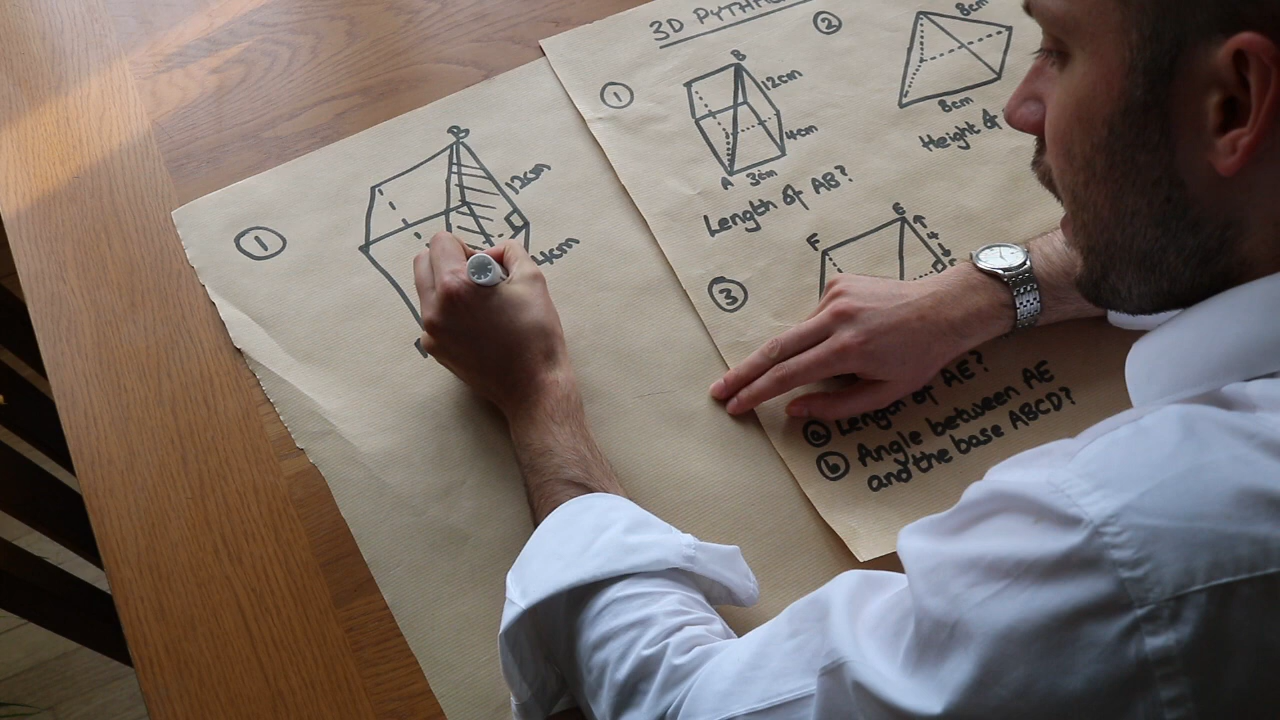 3D
①
B
12cm
4cm
A 3cm
Length of AB?
②
8cm
8cm
Height of
③
F
E
4
ⓐ Length of AE?
ⓑ Angle between AE
and the base ABCD?
①
B
12cm
4cm